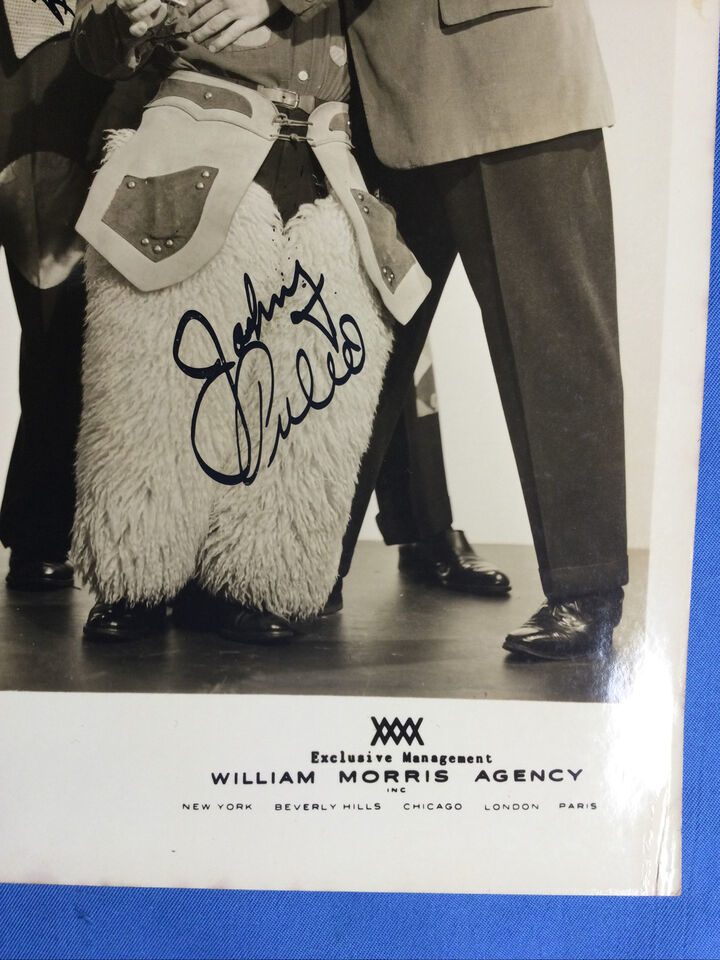 Johnny
Puleo
Exclusive Management
WILLIAM MORRIS AGENCY
INC
NEW YORK BEVERLY HILLS CHICAGO LONDON PARIS